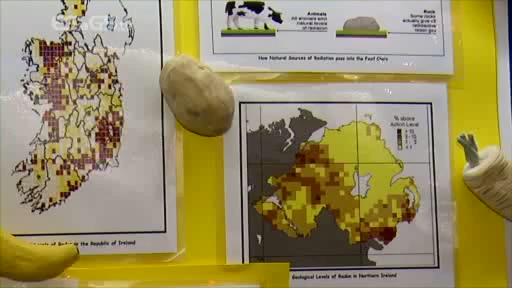 Animals
All animals emit
natural levels
of radiation
Rock
Some rocks
actually give off
radioactive
radon gas
How Natural Sources of Radiation pass into the Food Chain
% above
Action Level
Levels of Radon in the Republic of Ireland
Geological Levels of Radon in Northern Ireland